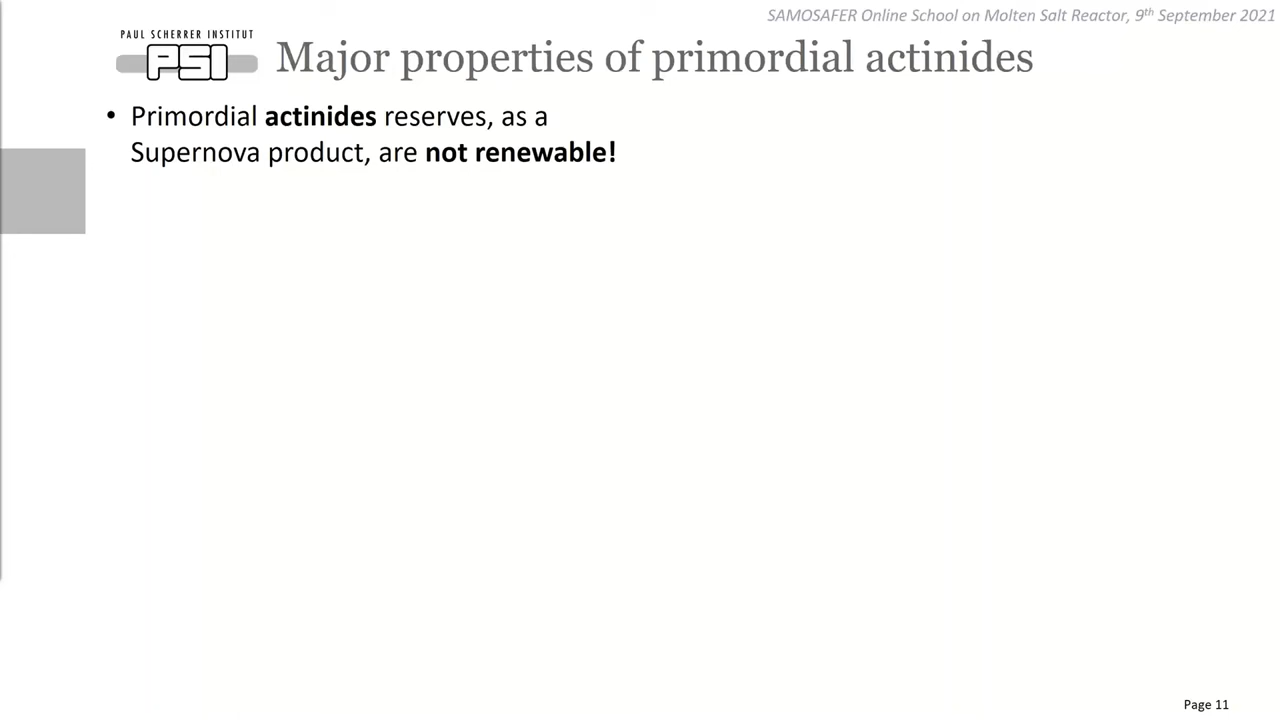 SAMOSAFER Online School on Molten Salt Reactor, 9th September 2021
PAUL SCHERRER INSTITUT
PSI
Major properties of primordial actinides
• Primordial actinides reserves, as a
Supernova product, are not renewable!
Page 11